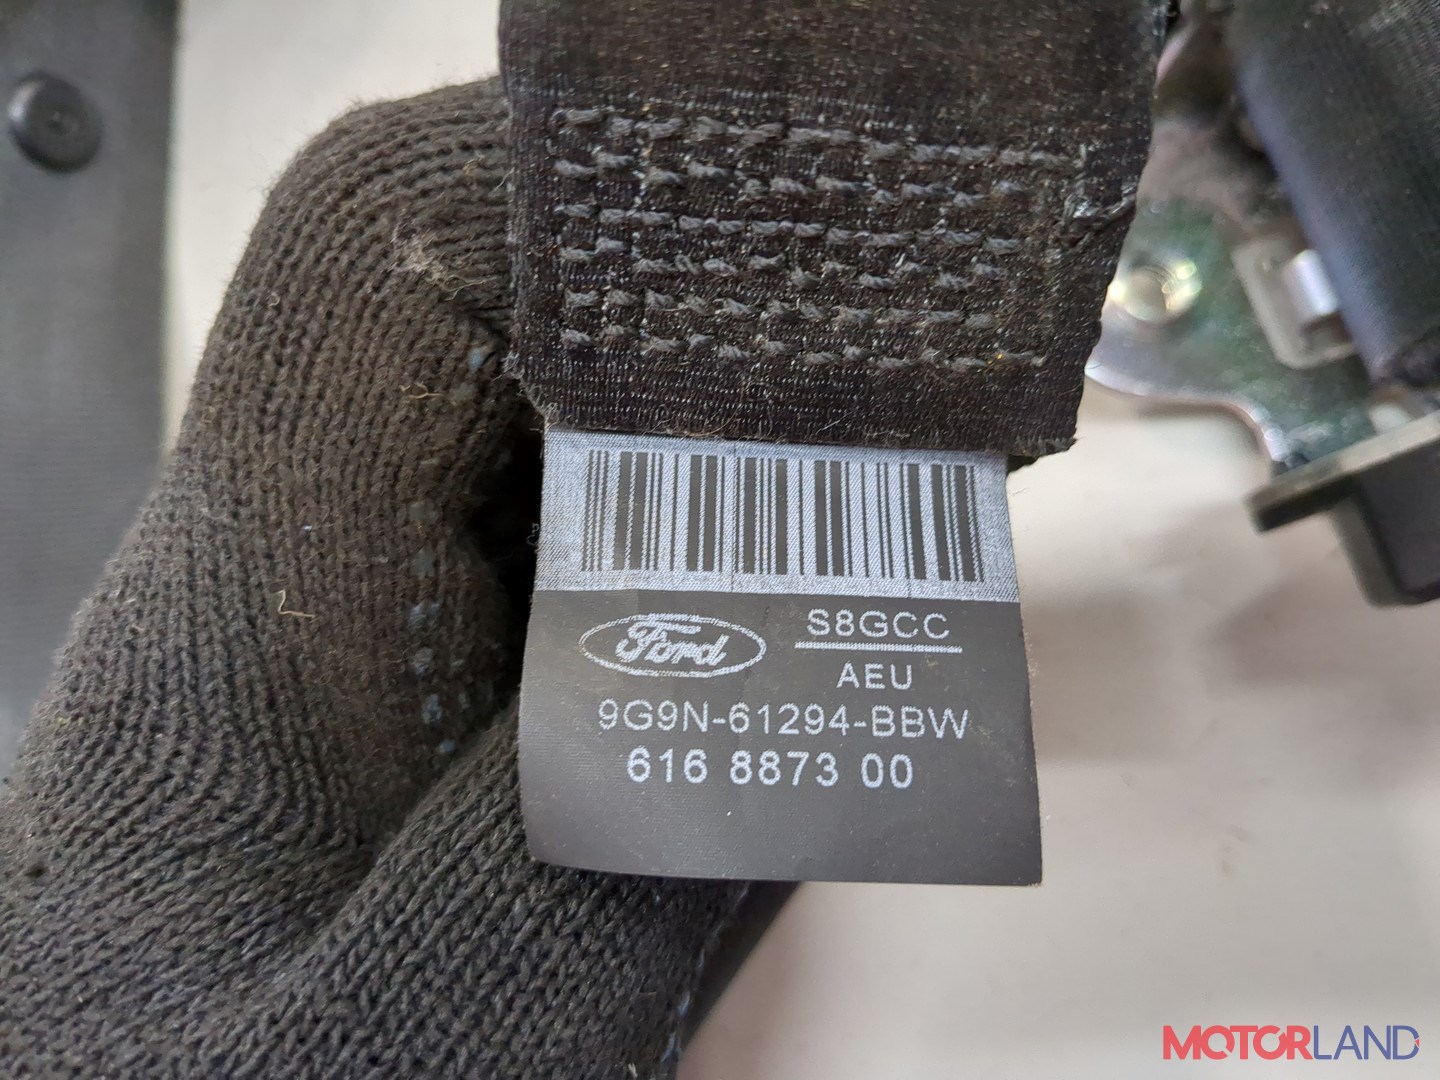 Ford
S8GCC
AEU
9G9N-61294-BBW
616 8873 00
MOTORLAND